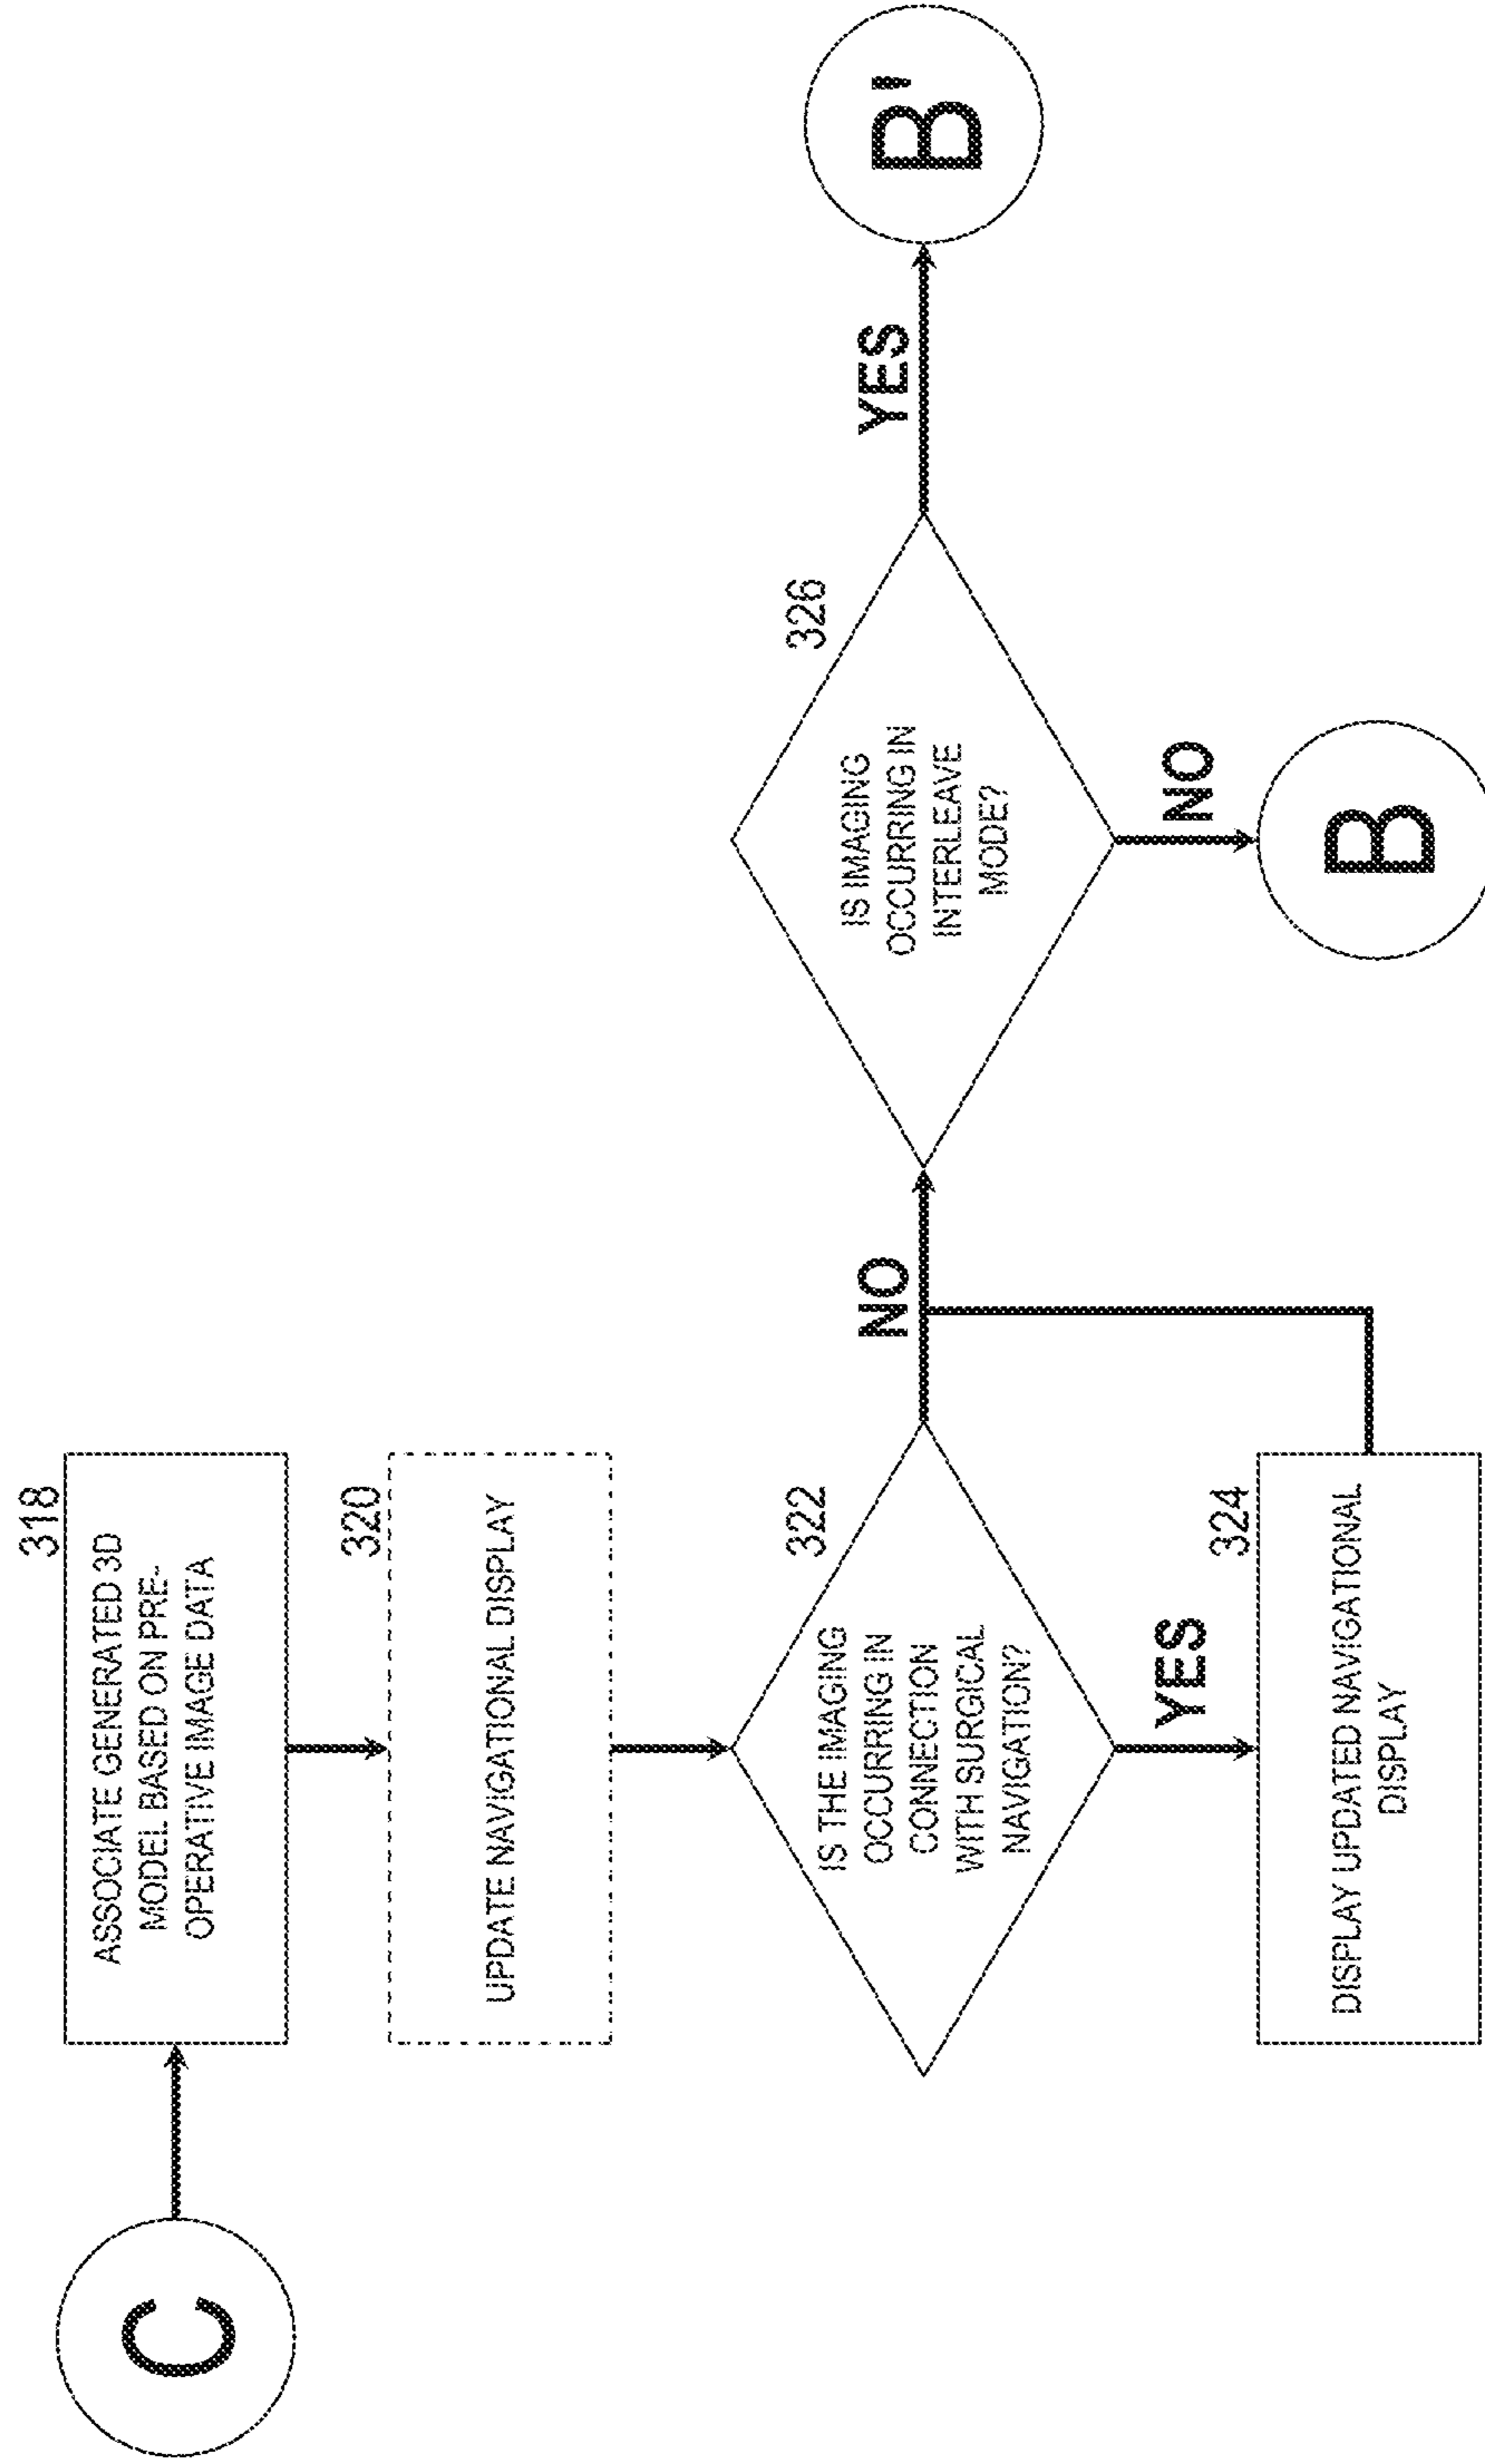 C
318
ASSOCIATE GENERATED 3D
MODEL BASED ON PRE-
OPERATIVE IMAGE DATA
320
UPDATE NAVIGATIONAL DISPLAY
322
IS THE IMAGING
OCCURRING IN
CONNECTION
WITH SURGICAL
NAVIGATION?
NO
YES
324
DISPLAY UPDATED NAVIGATIONAL
DISPLAY
326
IS IMAGING
OCCURRING IN
INTERLEAVE
MODE?
YES
B'
NO
B